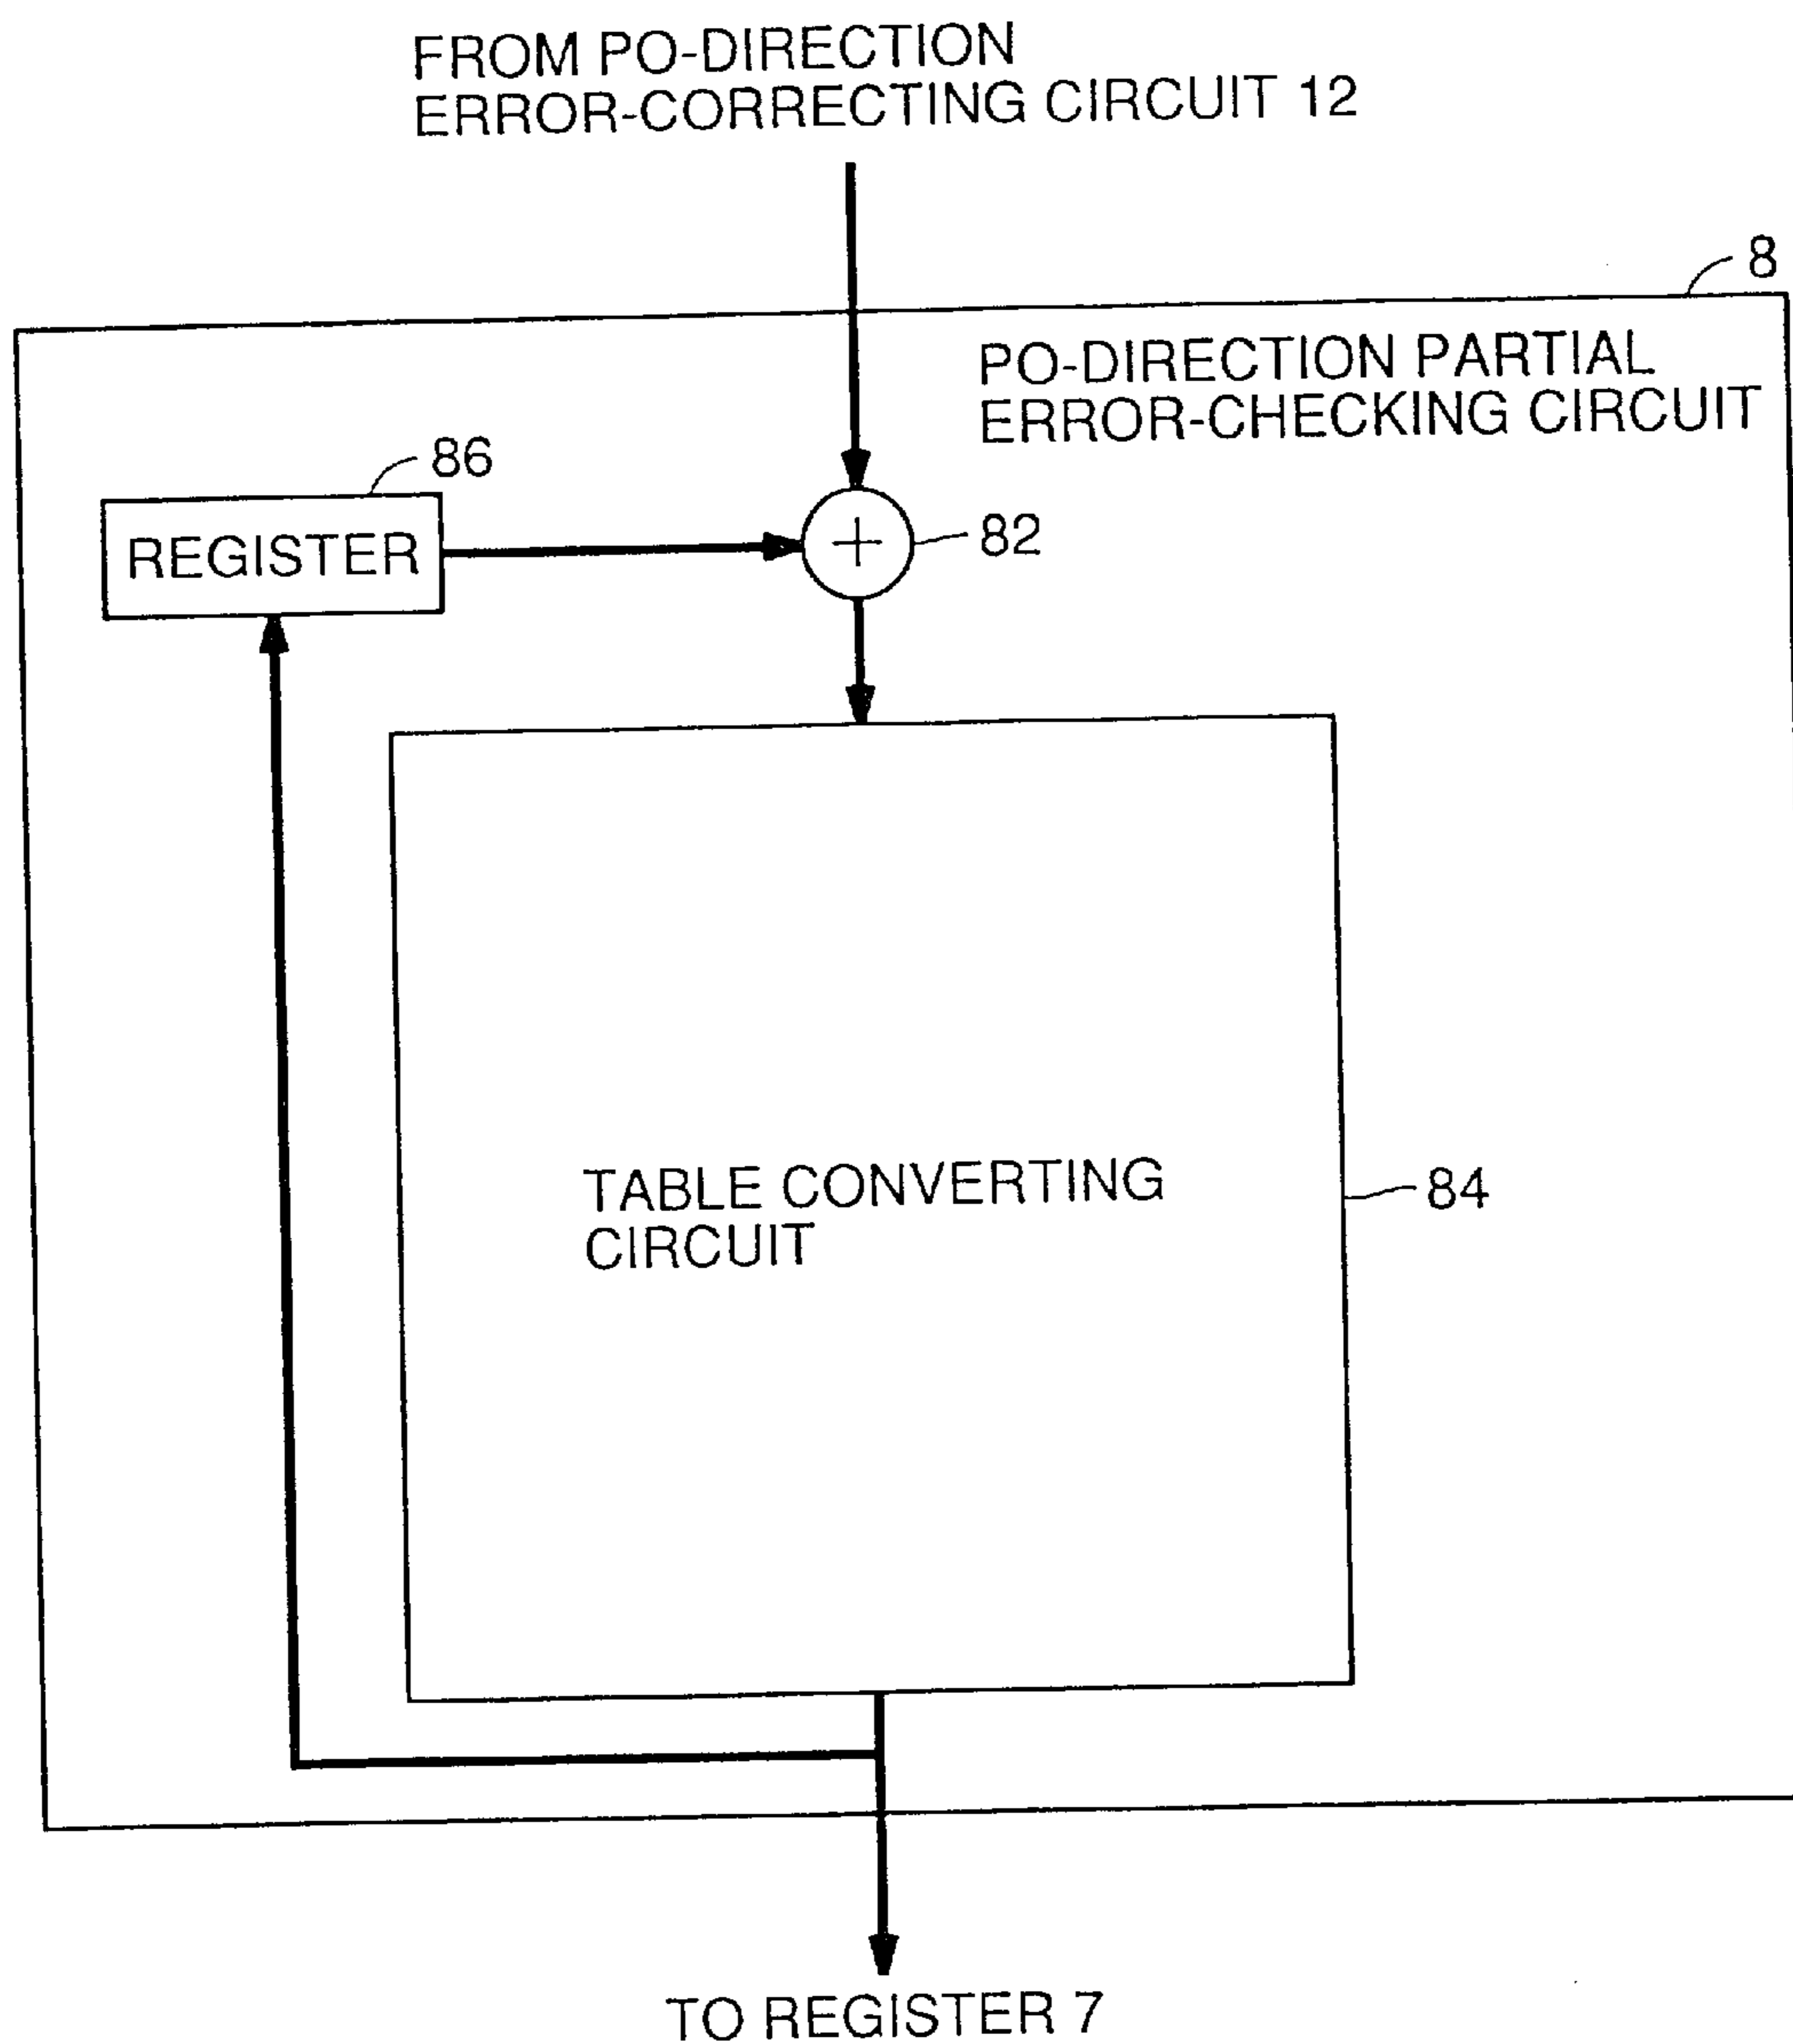 FROM PO-DIRECTION
ERROR-CORRECTING CIRCUIT 12
8
PO-DIRECTION PARTIAL
ERROR-CHECKING CIRCUIT
86
REGISTER
82
TABLE CONVERTING
CIRCUIT
84
TO REGISTER 7